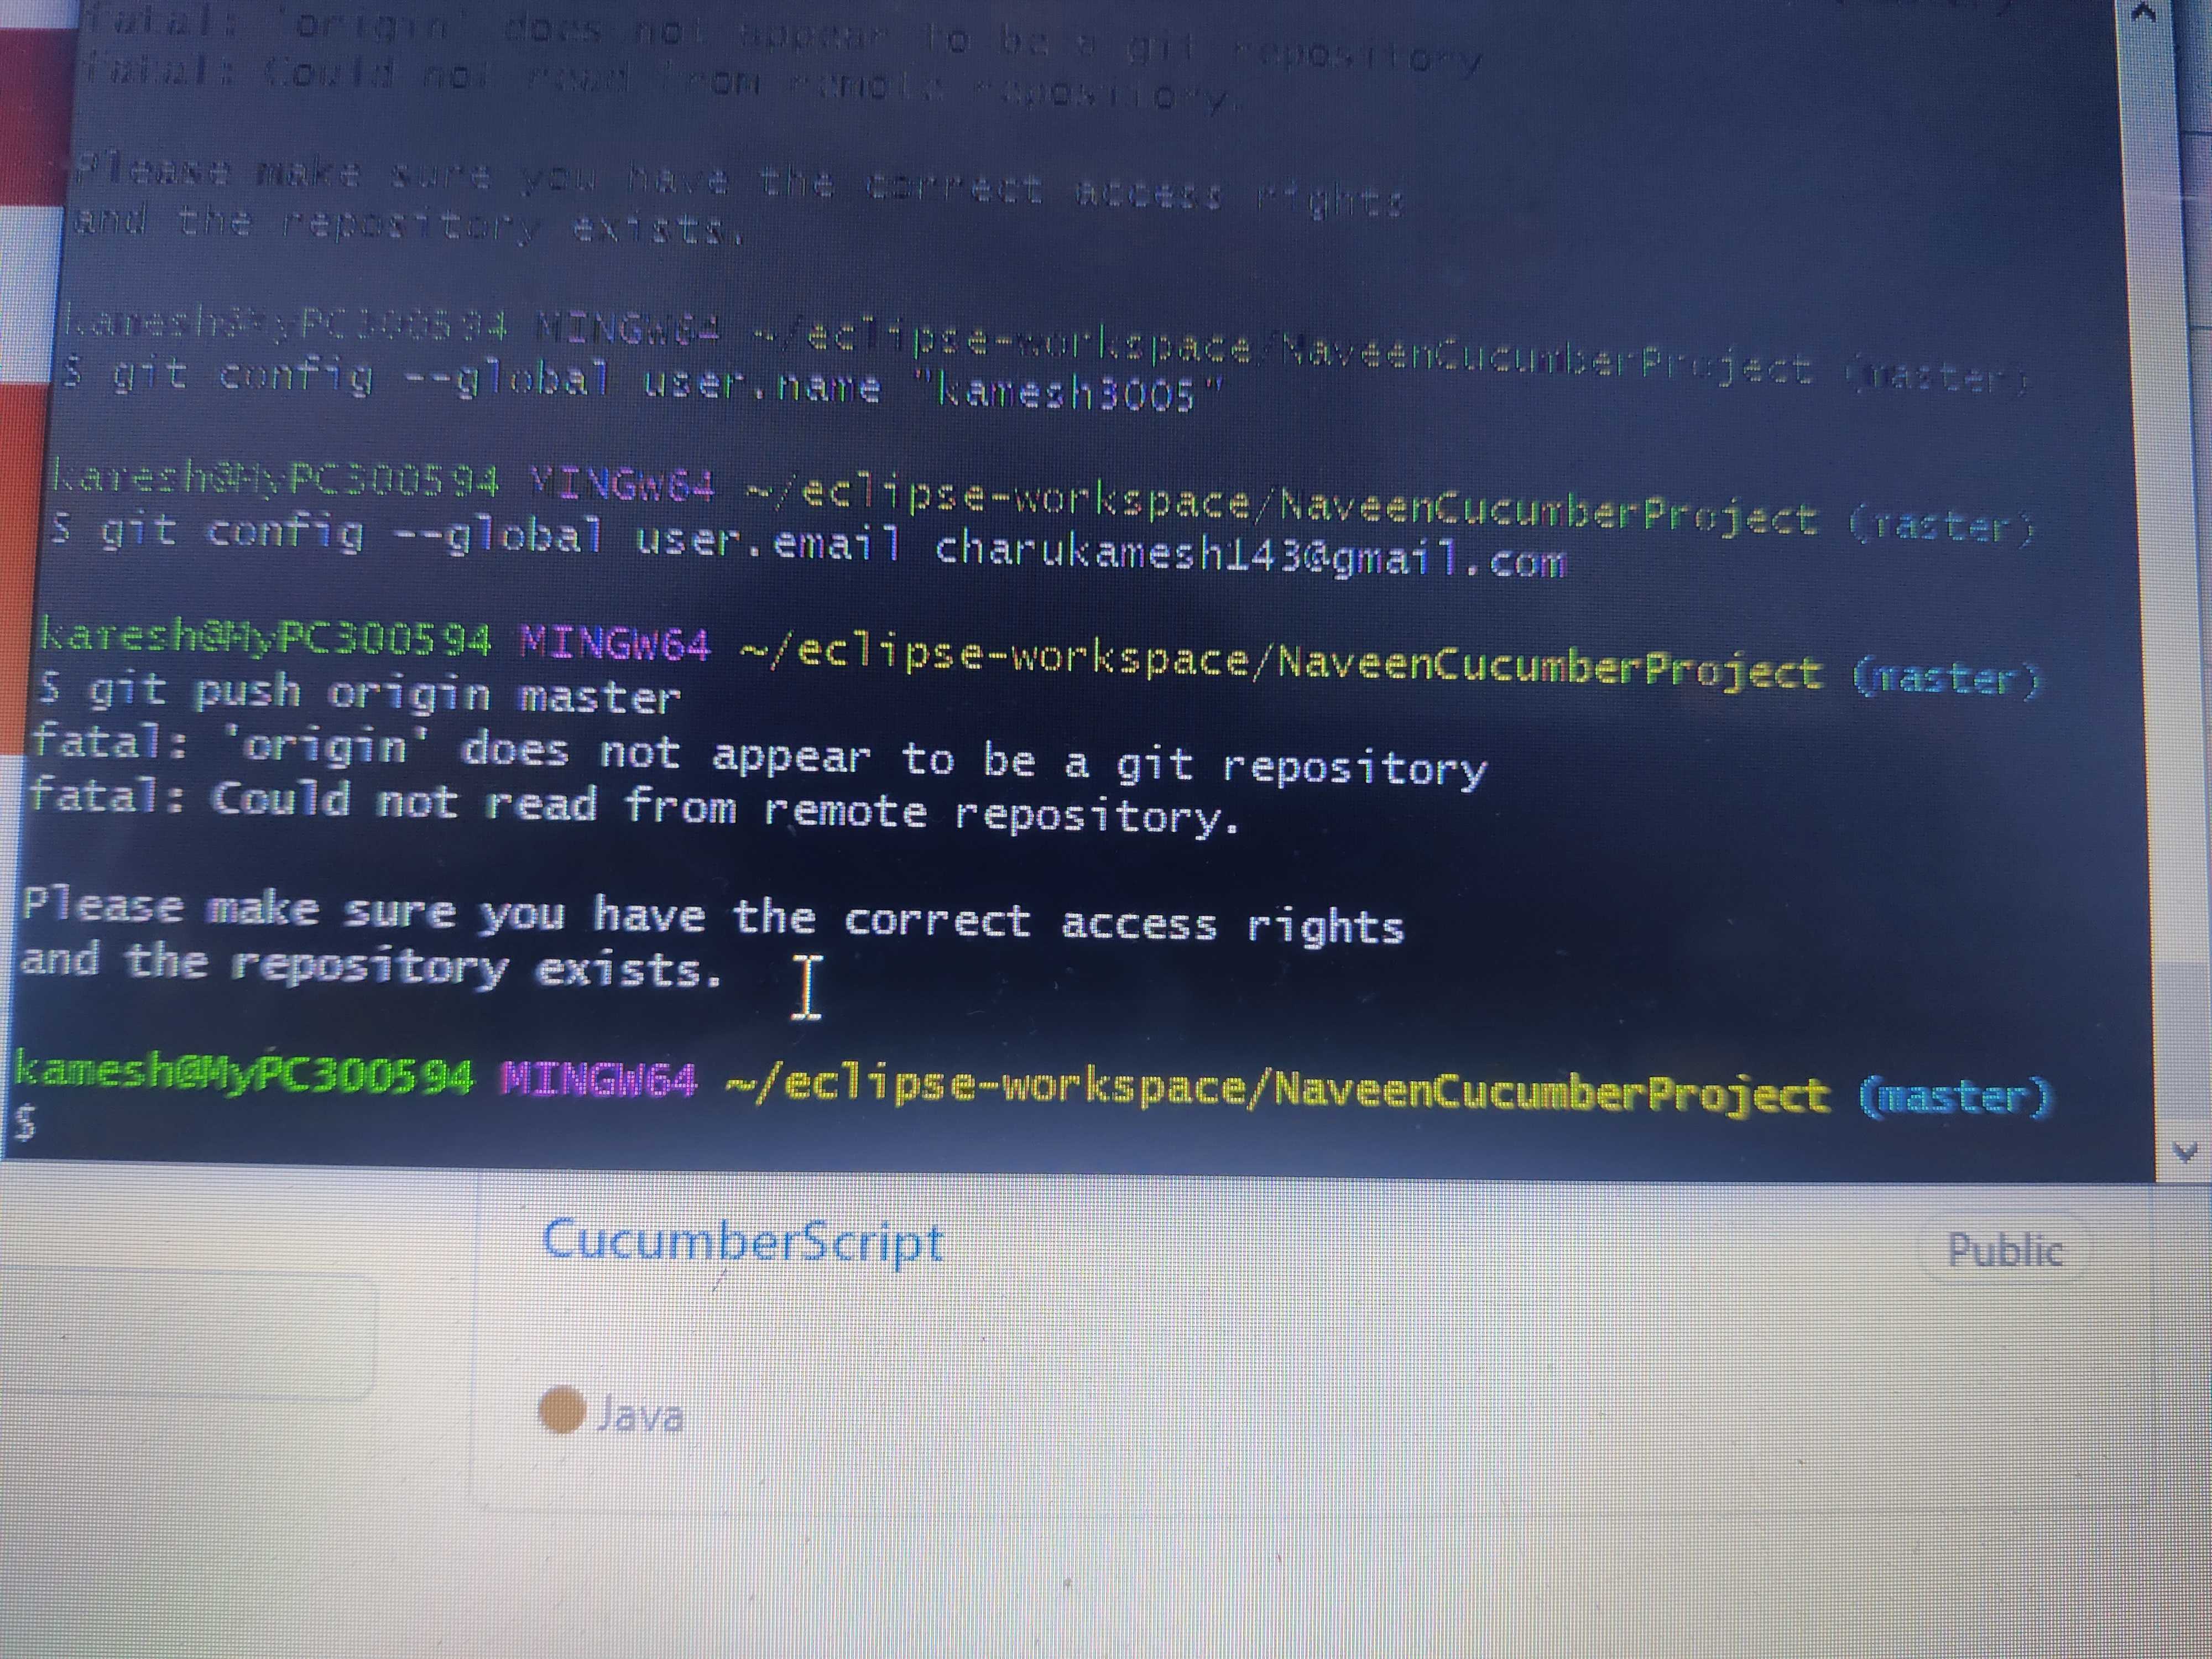 fatal: 'origin' does not appear to be a git repository
fatal: Could not read from remote repository.
Please make sure you have the correct access rights
and the repository exists.
kamesh@MyPC300594 MINGW64 ~/eclipse-workspace/NaveenCucumberProject (master)
$ git config --global user.name "kamesh3005"
kamesh@MyPC300594 MINGW64 ~/eclipse-workspace/NaveenCucumberProject (master)
$ git config --global user.email charukamesh143@gmail.com
kamesh@MyPC300594 MINGW64 ~/eclipse-workspace/NaveenCucumberProject (master)
$ git push origin master
fatal: 'origin' does not appear to be a git repository
fatal: Could not read from remote repository.
Please make sure you have the correct access rights
and the repository exists.
kamesh@MyPC300594 MINGW64 ~/eclipse-workspace/NaveenCucumberProject (master)
$
CucumberScript
Public
Java